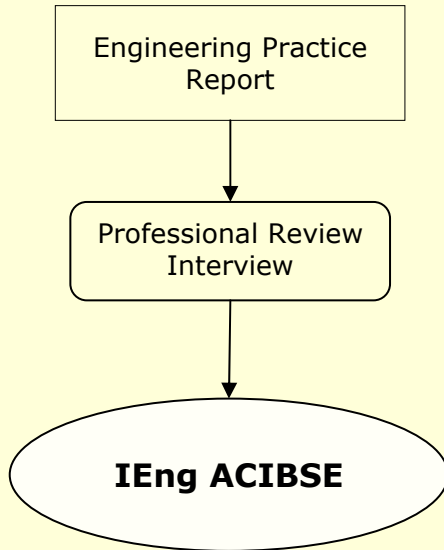 Engineering Practice
Report
Professional Review
Interview
IEng ACIBSE